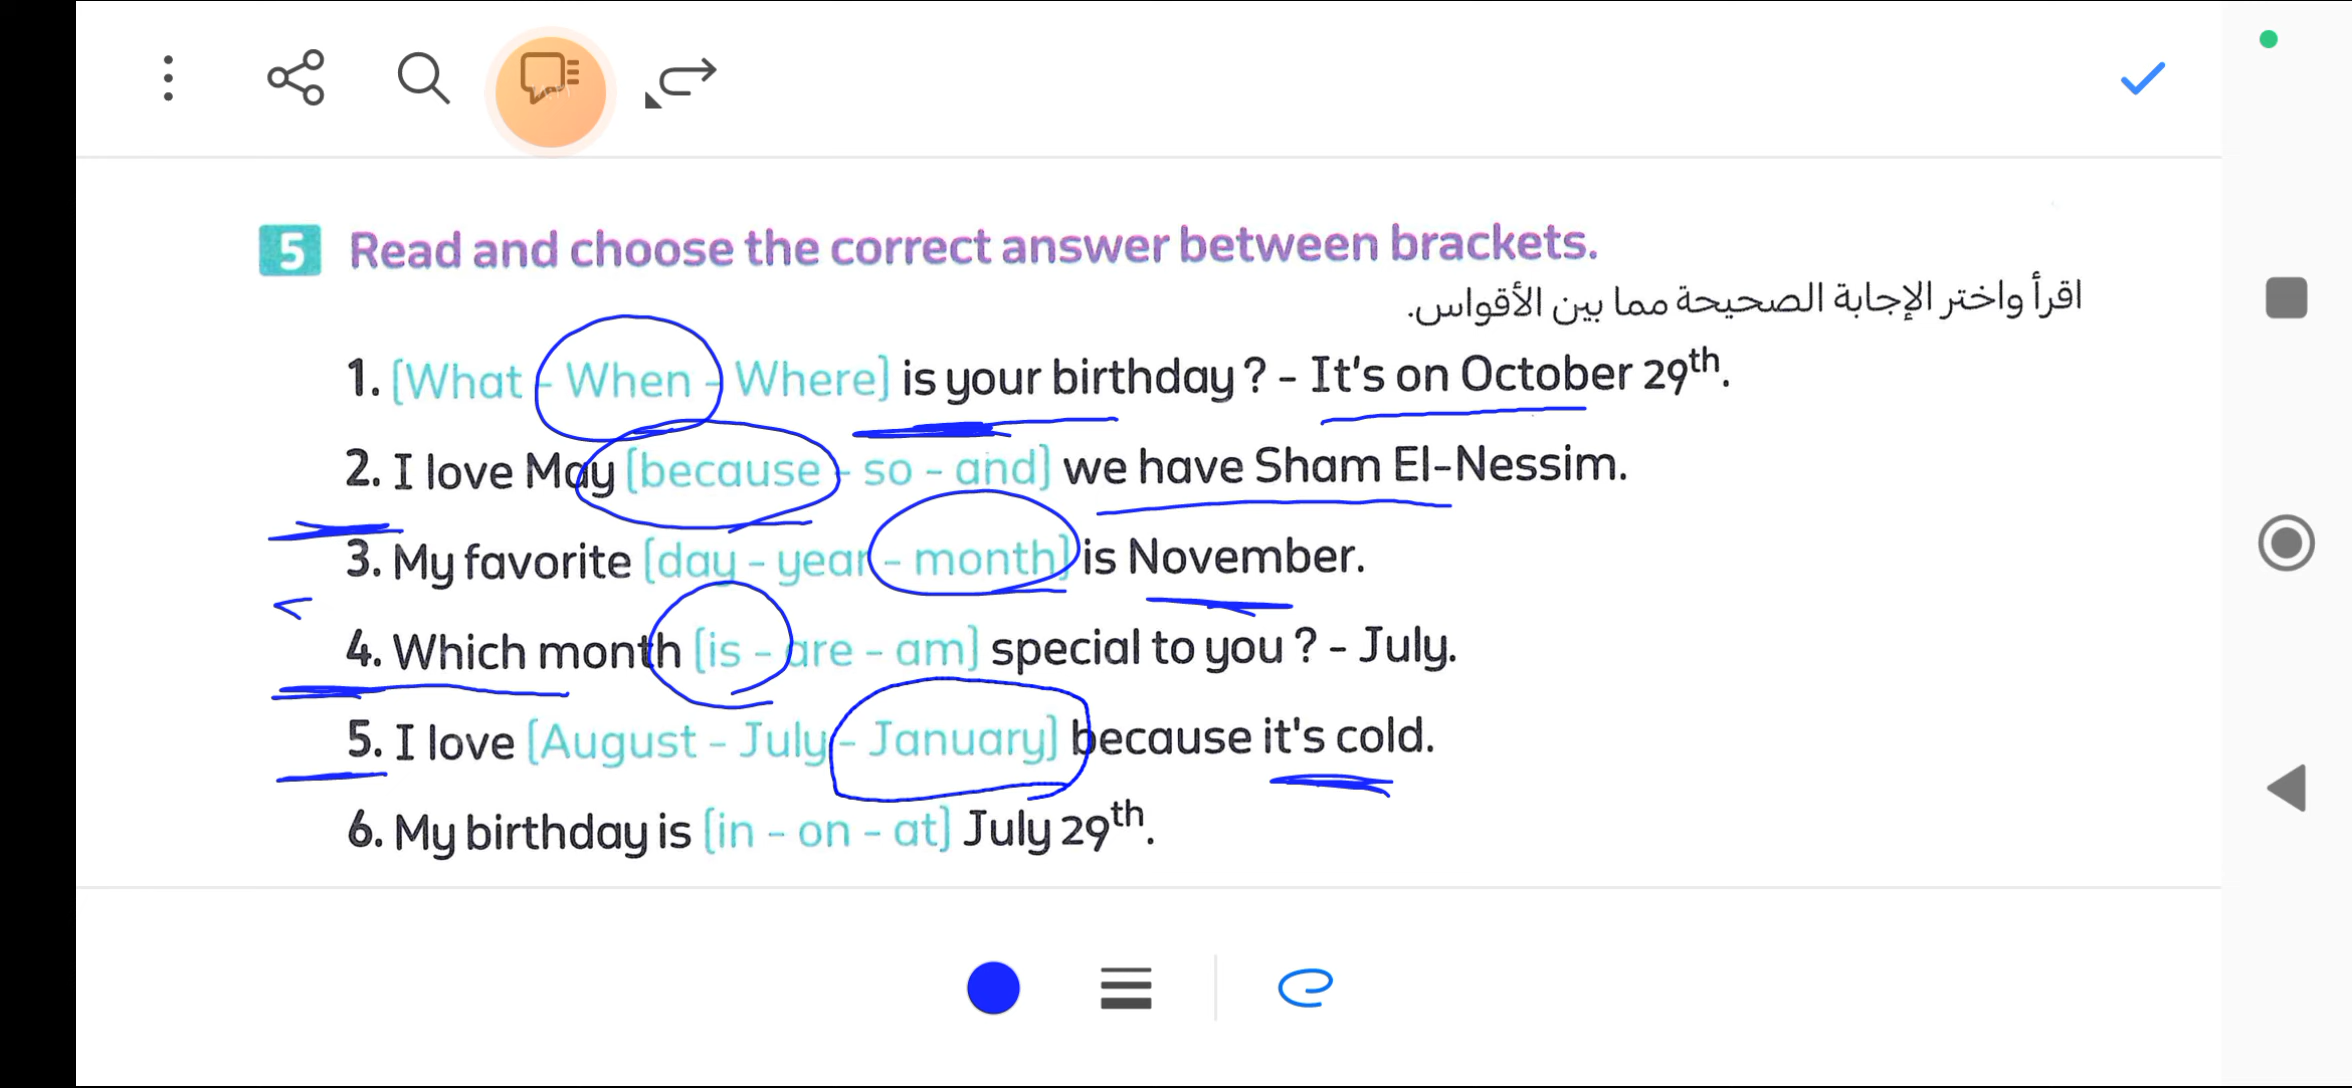 5 Read and choose the correct answer between brackets.
اقرأ واختر الإجابة الصحيحة مما بين الأقواس.
1. [What - When - Where] is your birthday ? - It's on October 29th.
2. I love May [because - so - and] we have Sham El-Nessim.
3. My favorite [day - year - month] is November.
4. Which month [is - are - am] special to you ? - July.
5. I love [August - July - January] because it's cold.
6. My birthday is [in - on - at] July 29th.